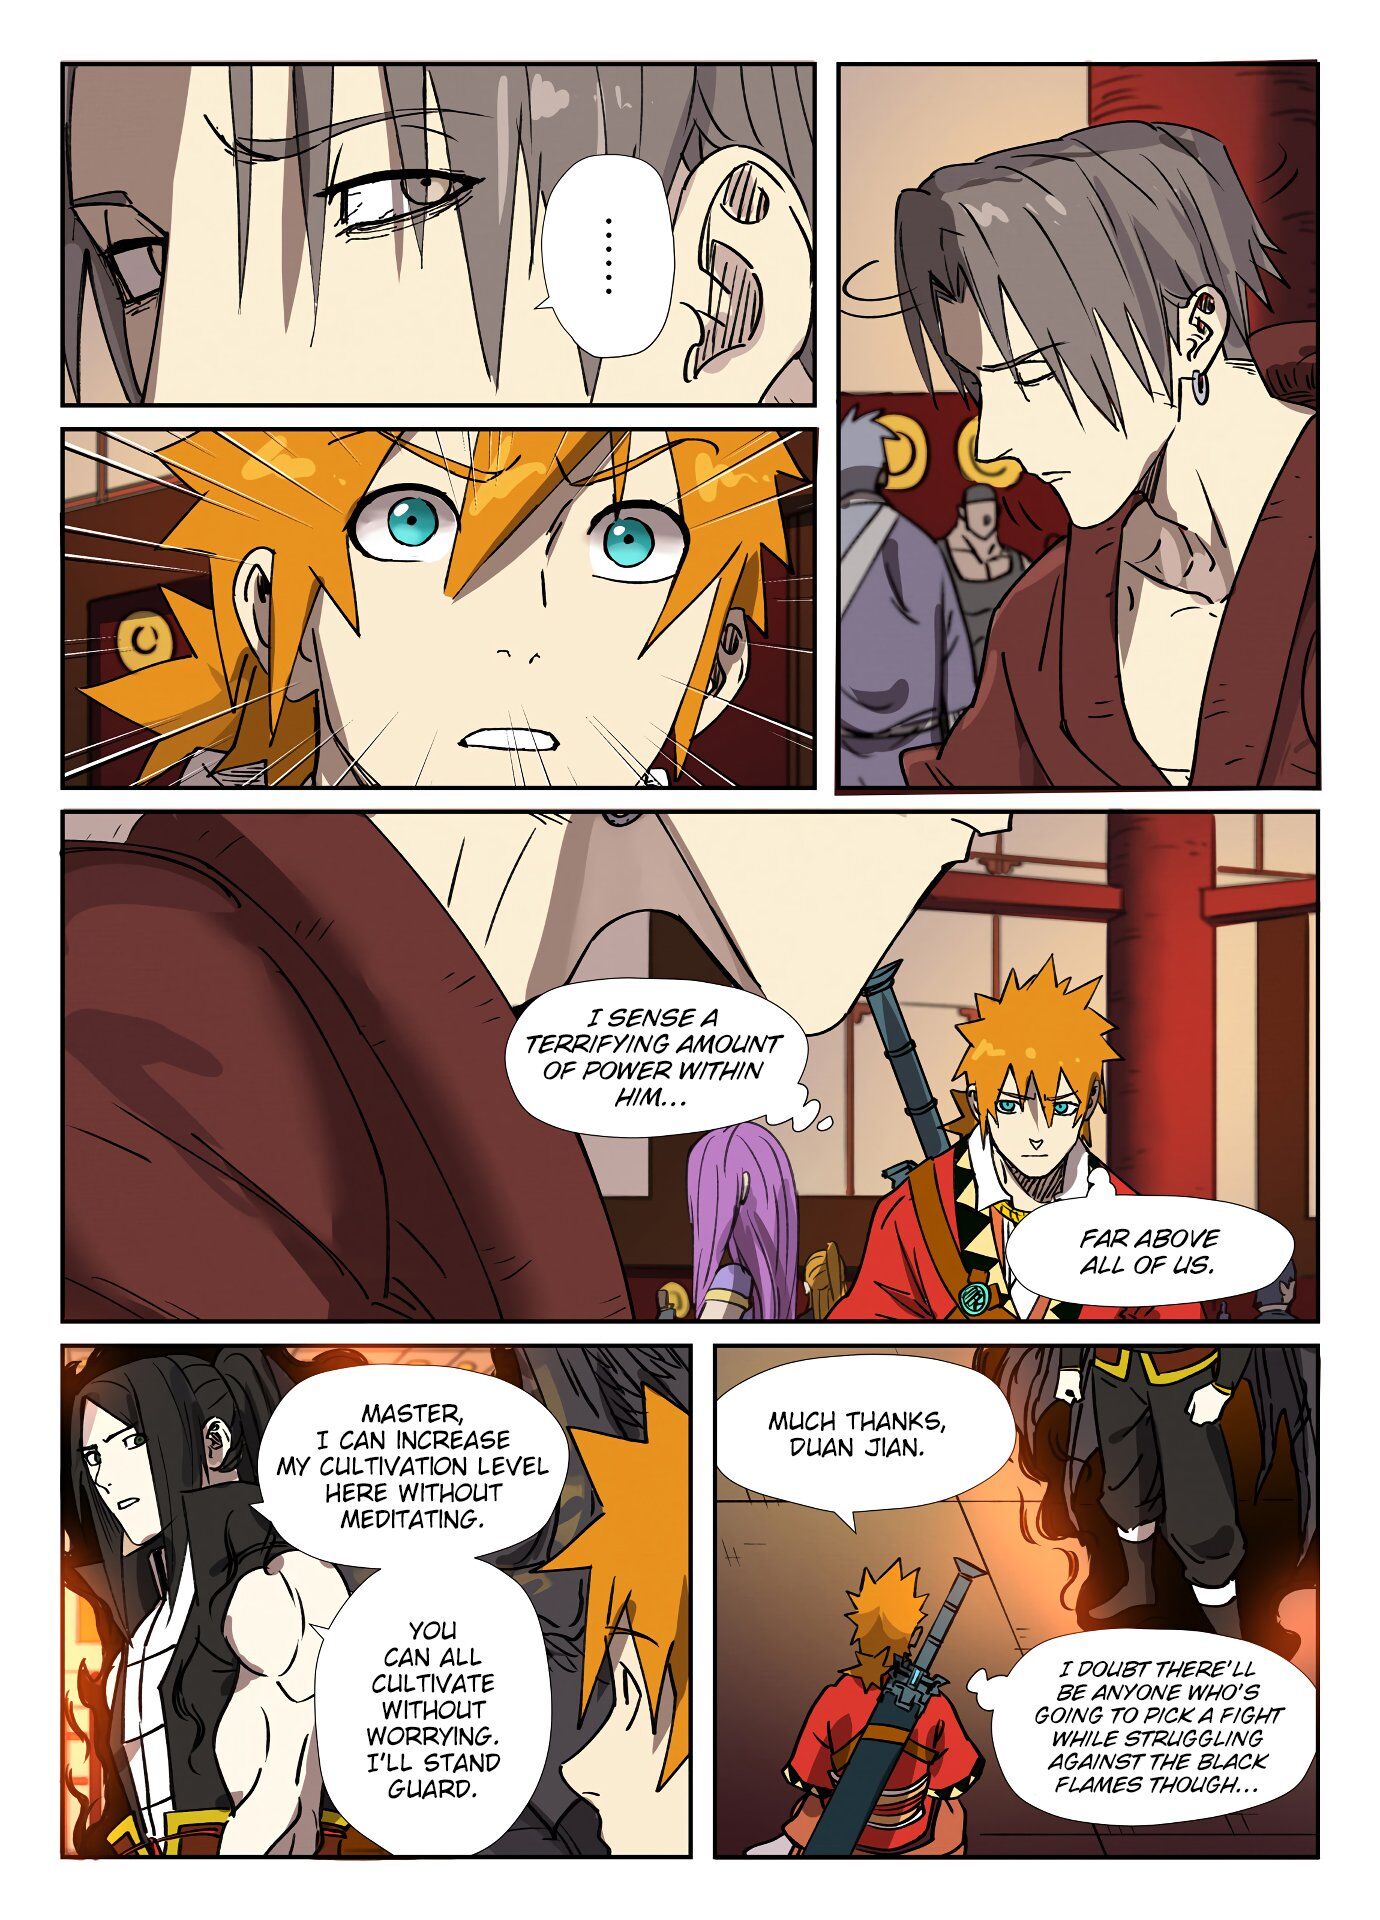 ......
I SENSE A
TERRIFYING AMOUNT
OF POWER WITHIN
HIM...
FAR ABOVE
ALL OF US.
MASTER,
I CAN INCREASE
MY CULTIVATION LEVEL
HERE WITHOUT
MEDITATING.
YOU
CAN ALL
CULTIVATE
WITHOUT
WORRYING.
I'LL STAND
GUARD.
MUCH THANKS,
DUAN JIAN.
I DOUBT THERE'LL
BE ANYONE WHO'S
GOING TO PICK A FIGHT
WHILE STRUGGLING
AGAINST THE BLACK
FLAMES THOUGH...